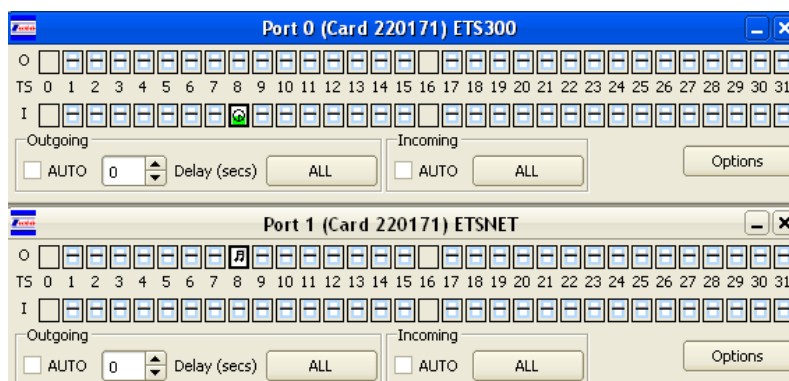 Port 0 (Card 220171) ETS300
O
TS 0 1 2 3 4 5 6 7 8 9 10 11 12 13 14 15 16 17 18 19 20 21 22 23 24 25 26 27 28 29 30 31
I
Outgoing Incoming
AUTO 0 Delay (secs) ALL AUTO ALL Options
Port 1 (Card 220171) ETSNET
O
TS 0 1 2 3 4 5 6 7 8 9 10 11 12 13 14 15 16 17 18 19 20 21 22 23 24 25 26 27 28 29 30 31
I
Outgoing Incoming
AUTO 0 Delay (secs) ALL AUTO ALL Options